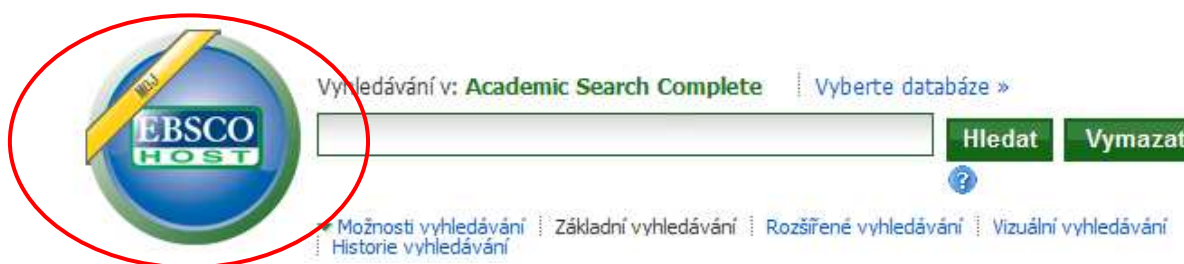 MOJ
EBSCO
HOST
Vyhledávání v: Academic Search Complete Vyberte databáze »
Hledat Vymazat
?
Možnosti vyhledávání Základní vyhledávání Rozšířené vyhledávání Vizuální vyhledávání
Historie vyhledávání